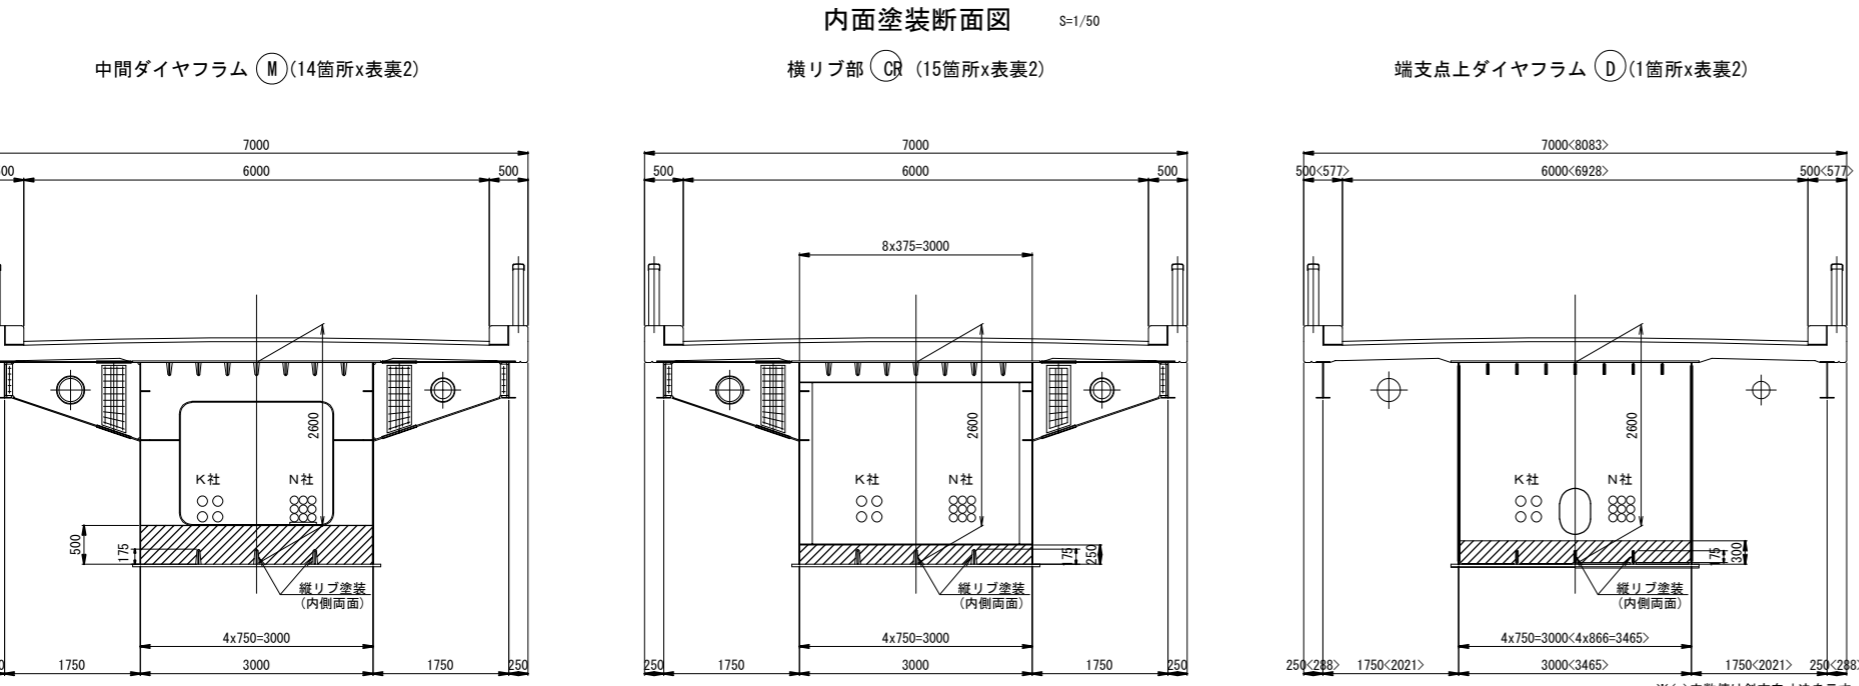 内面塗装断面図 S=1/50
中間ダイヤフラム M (14箇所x表裏2)
7000
6000 500
2600
K社 N社
500
175
縦リブ塗装
(内側両面)
4x750=3000
1750 3000 1750 250
横リブ部 CR (15箇所x表裏2)
7000
500 6000 500
8x375=3000
2600
K社 N社
175
250
縦リブ塗装
(内側両面)
4x750=3000
250 1750 3000 1750 250
端支点上ダイヤフラム D (1箇所x表裏2)
7000<8083>
500<577> 6000<6928> 500<577>
2600
K社 N社
175
300
縦リブ塗装
(内側両面)
4x750=3000<4x866=3465>
250<288> 1750<2021> 3000<3465> 1750<2021> 250<288>